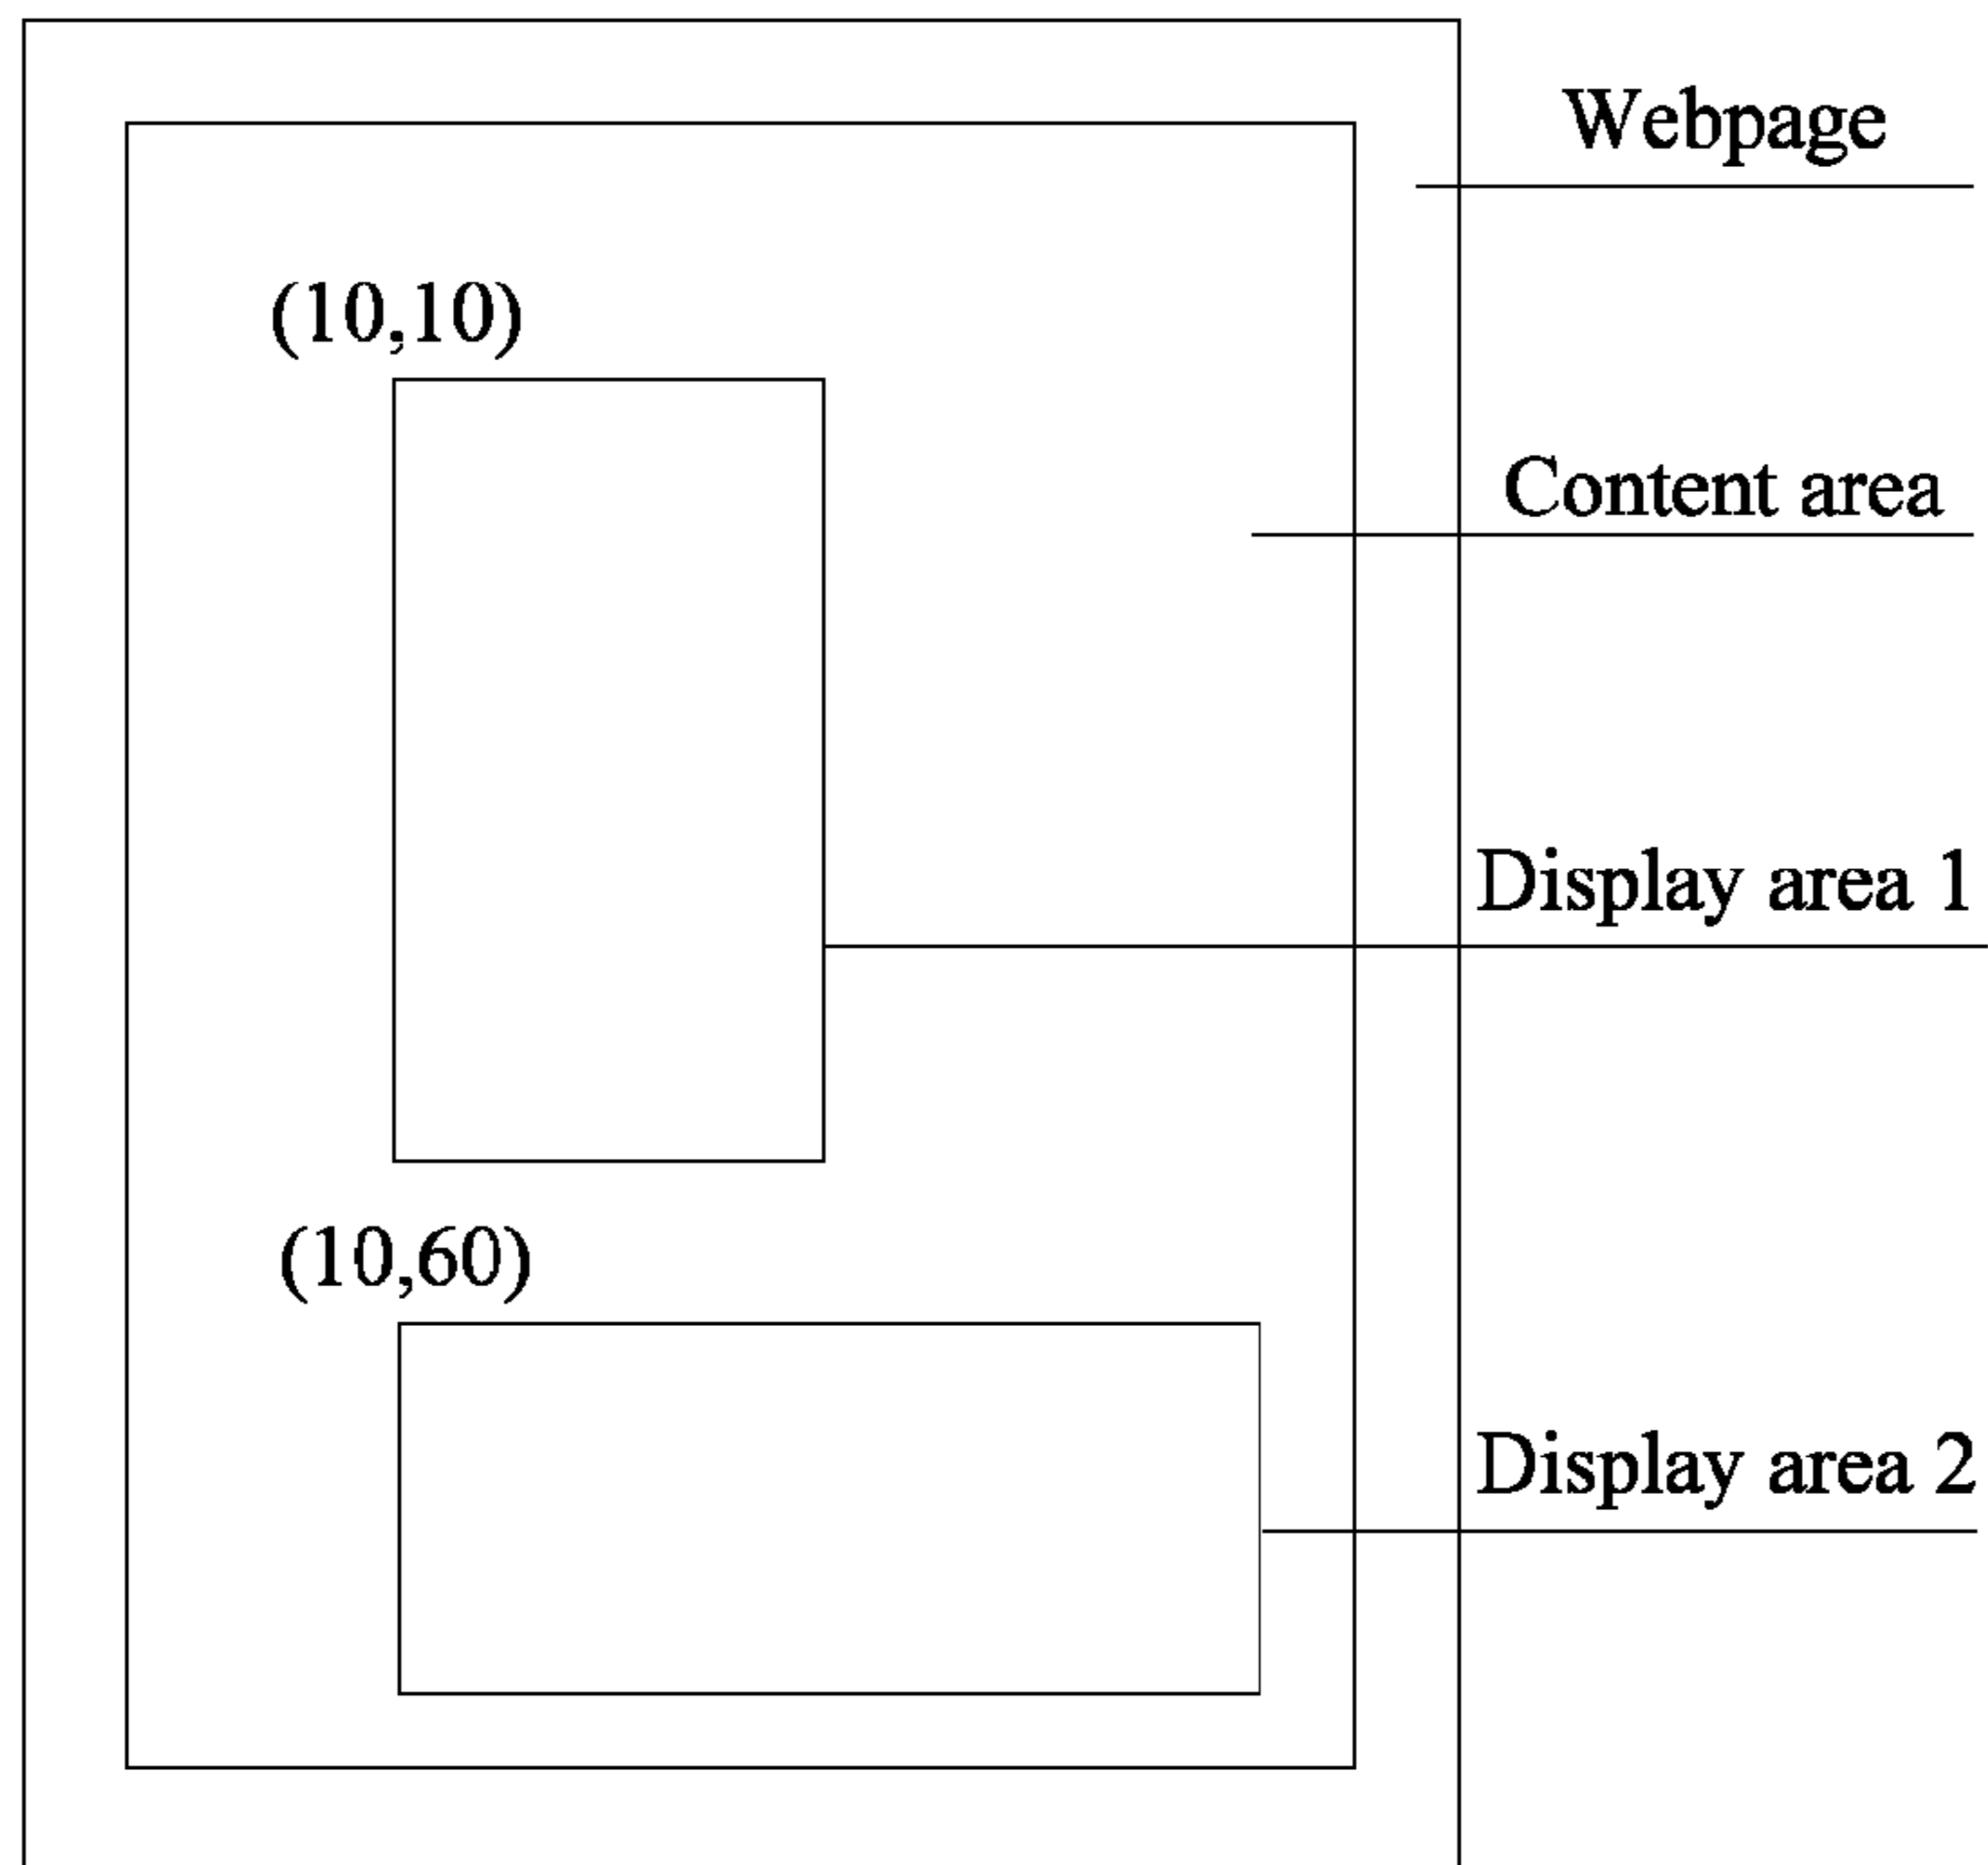 Webpage
(10,10)
Content area
Display area 1
(10,60)
Display area 2